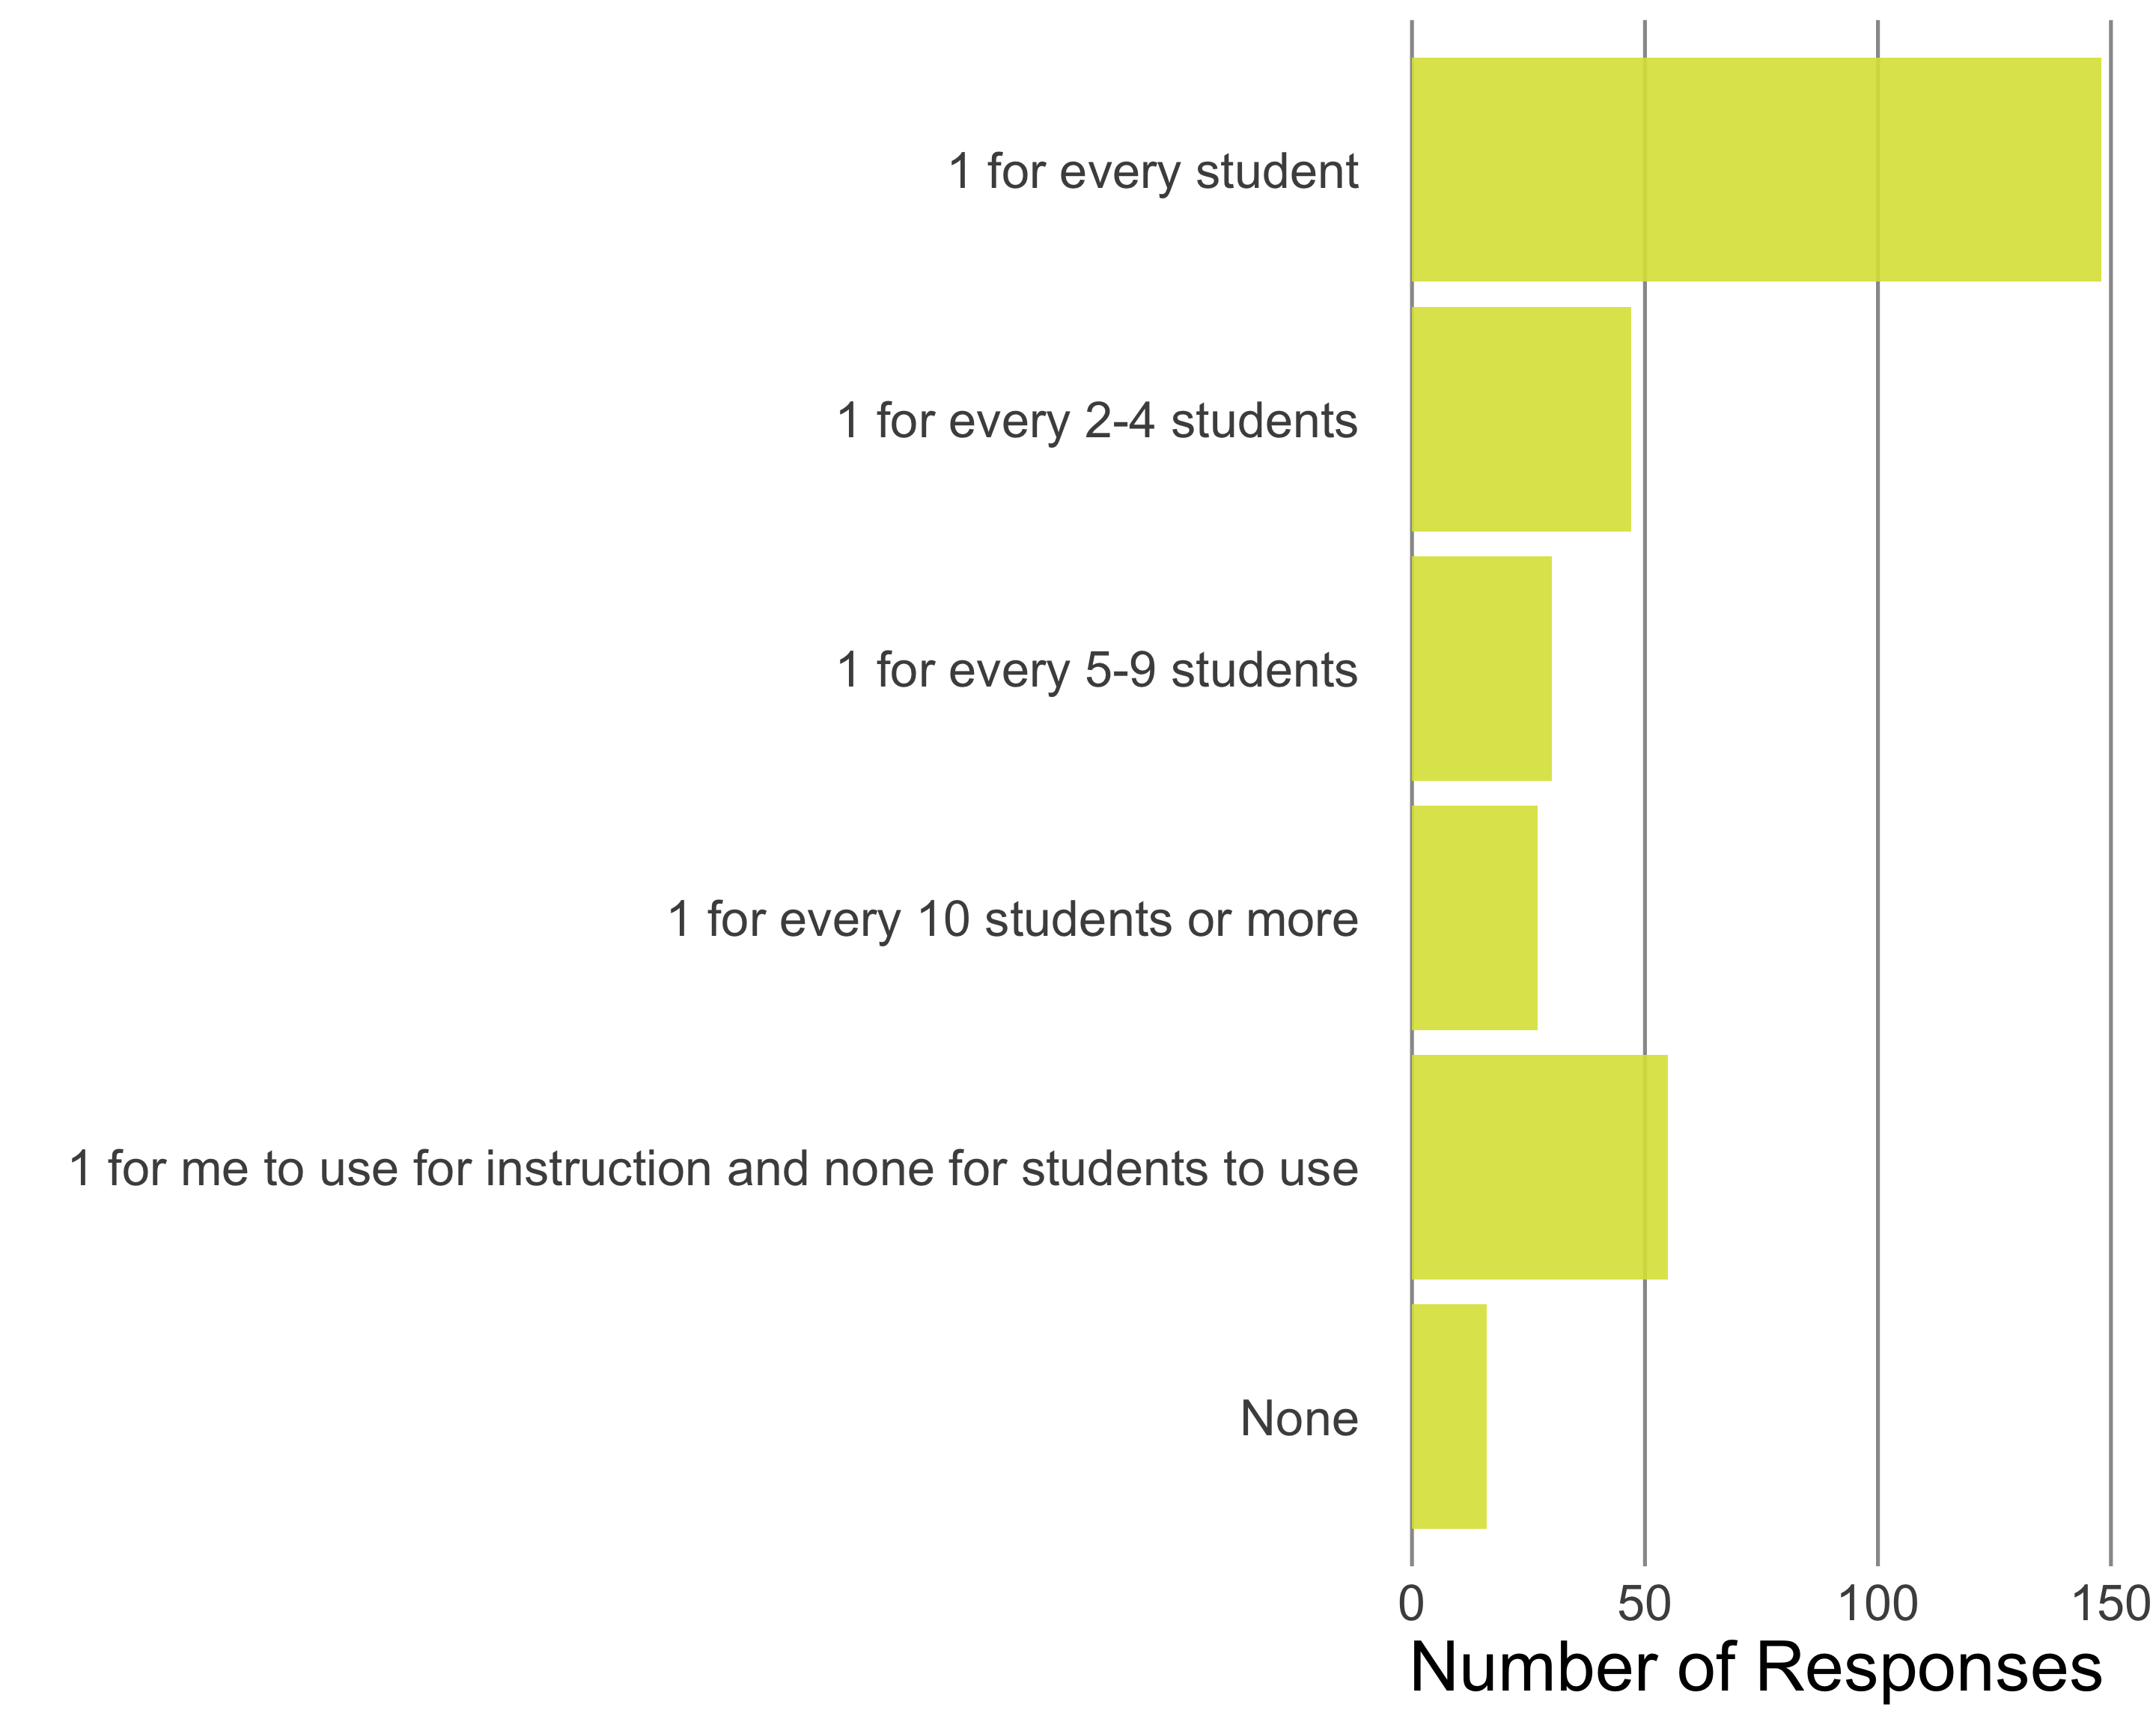 1 for every student
1 for every 2-4 students
1 for every 5-9 students
1 for every 10 students or more
1 for me to use for instruction and none for students to use
None
0 50 100 150
Number of Responses